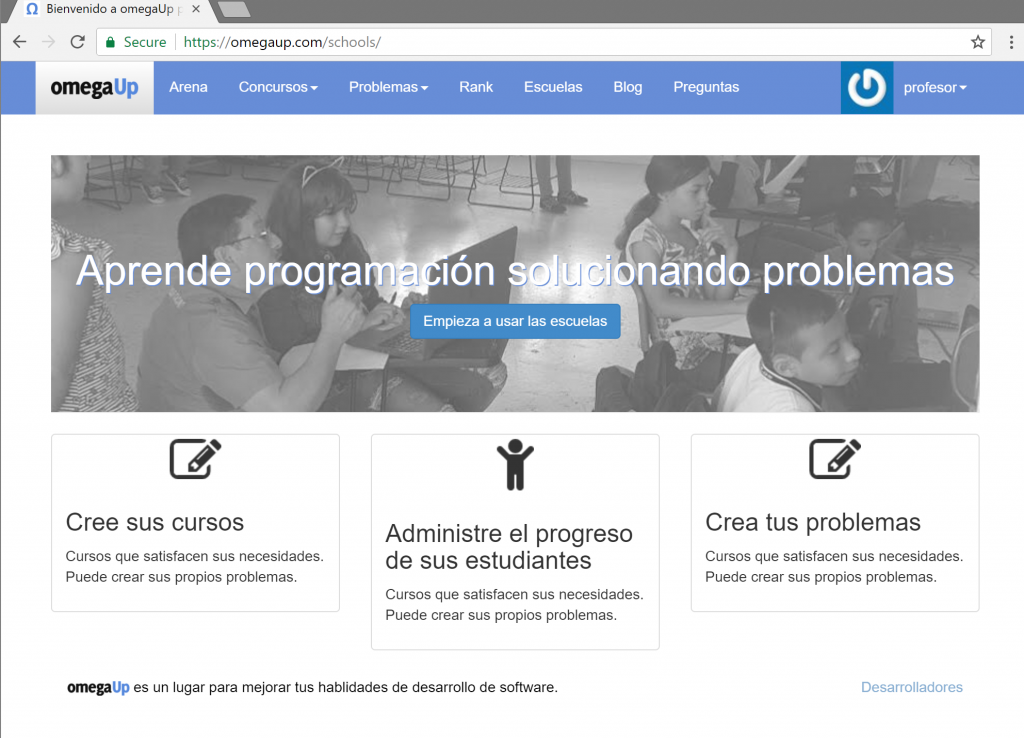 Bienvenido a omegaUp
Secure https://omegaup.com/schools/
omegaUp Arena Concursos Problemas Rank Escuelas Blog Preguntas profesor
Aprende programación solucionando problemas
Empieza a usar las escuelas
Cree sus cursos
Cursos que satisfacen sus necesidades.
Puede crear sus propios problemas.
Administre el progreso
de sus estudiantes
Cursos que satisfacen sus necesidades.
Puede crear sus propios problemas.
Crea tus problemas
Cursos que satisfacen sus necesidades.
Puede crear sus propios problemas.
omegaUp es un lugar para mejorar tus hablidades de desarrollo de software. Desarrolladores